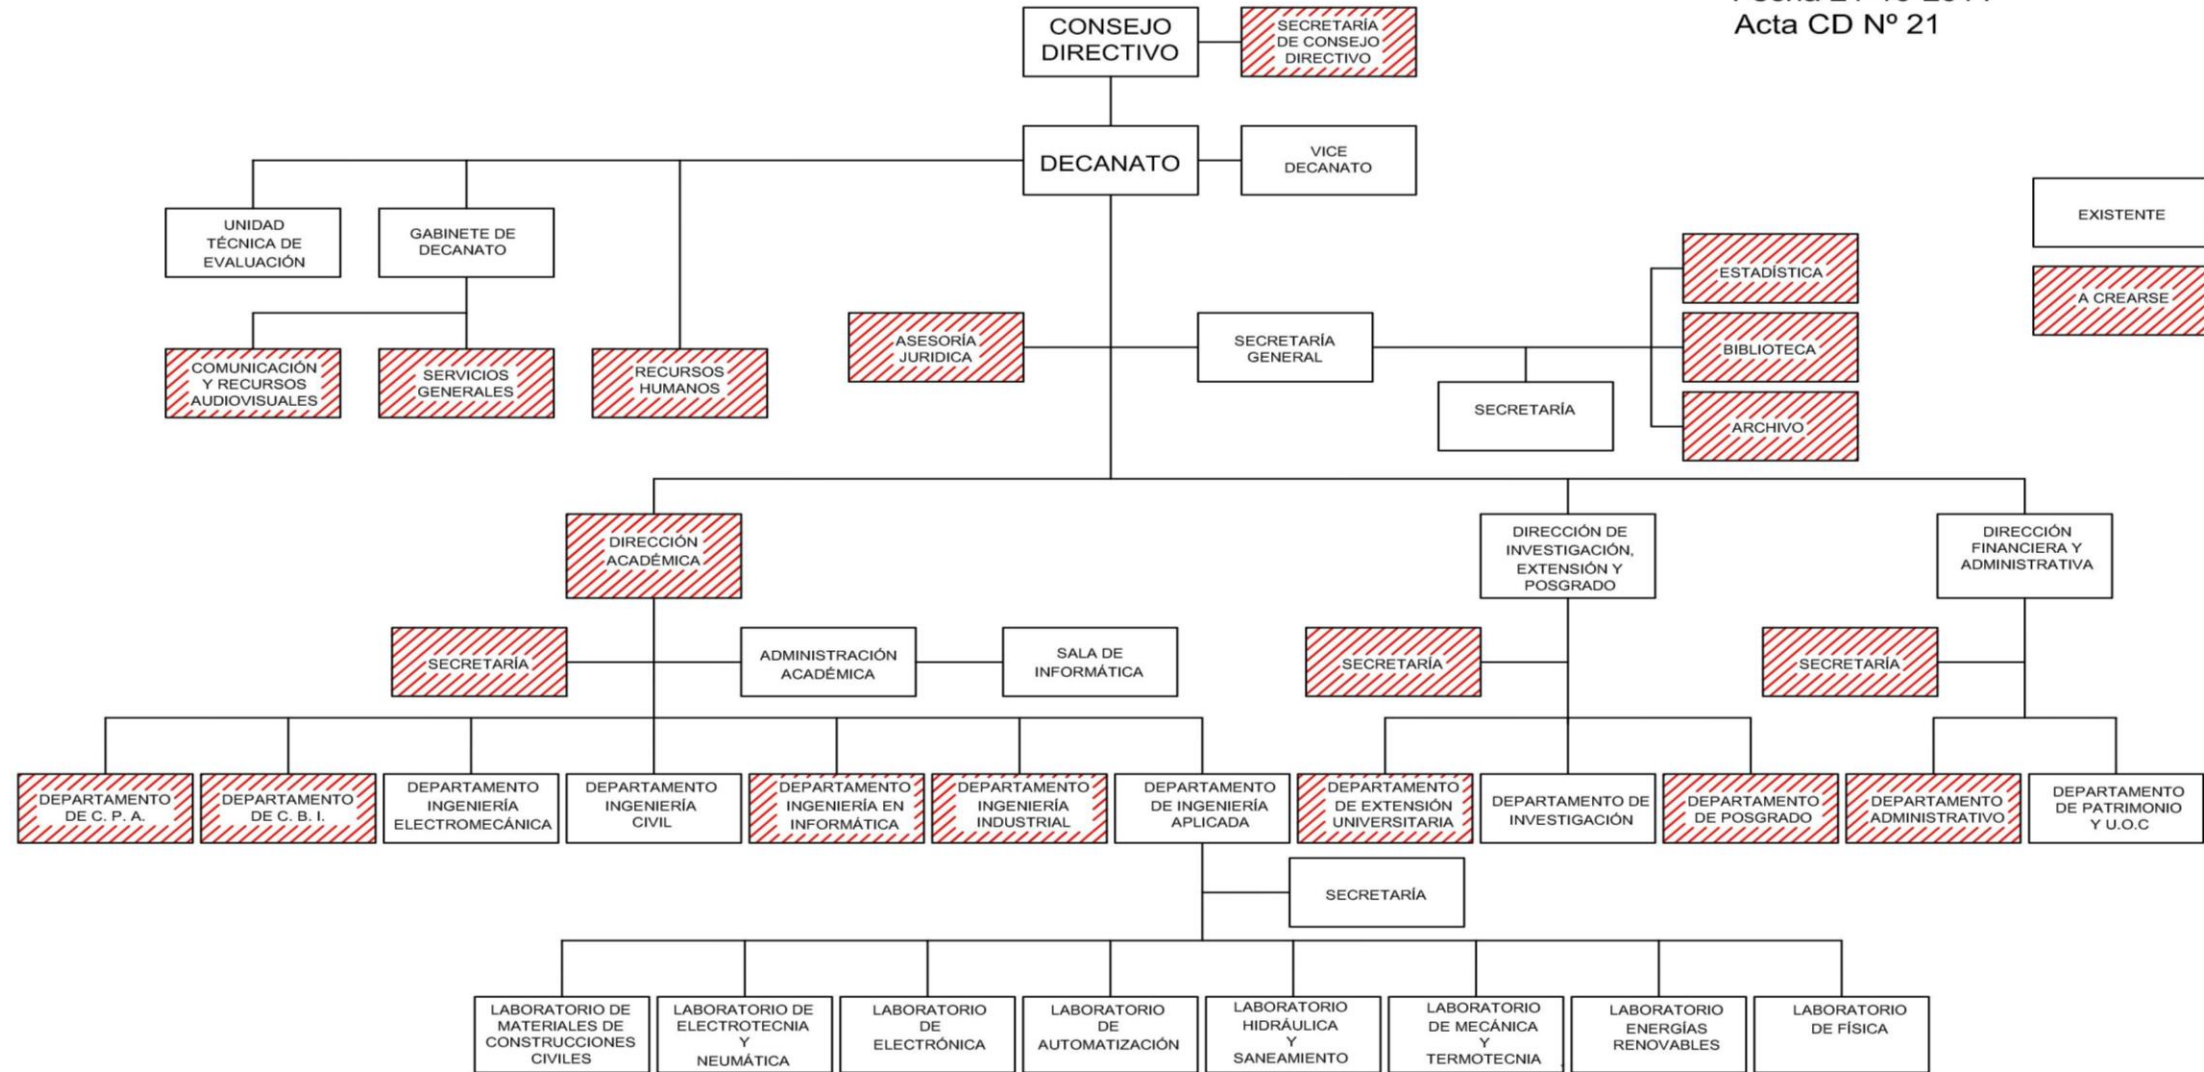 Acta CD Nº 21
CONSEJO
DIRECTIVO
SECRETARÍA
DE CONSEJO
DIRECTIVO
DECANATO
VICE
DECANATO
UNIDAD
TÉCNICA DE
EVALUACIÓN
GABINETE DE
DECANATO
EXISTENTE
A CREARSE
COMUNICACIÓN
Y RECURSOS
AUDIOVISUALES
SERVICIOS
GENERALES
RECURSOS
HUMANOS
ASESORÍA
JURIDICA
SECRETARÍA
GENERAL
SECRETARÍA
ESTADÍSTICA
BIBLIOTECA
ARCHIVO
DIRECCIÓN
ACADÉMICA
DIRECCIÓN DE
INVESTIGACIÓN,
EXTENSIÓN Y
POSGRADO
DIRECCIÓN
FINANCIERA Y
ADMINISTRATIVA
SECRETARÍA
ADMINISTRACIÓN
ACADÉMICA
SALA DE
INFORMÁTICA
SECRETARÍA
SECRETARÍA
DEPARTAMENTO
DE C. P. A.
DEPARTAMENTO
DE C. B. I.
DEPARTAMENTO
INGENIERÍA
ELECTROMECÁNICA
DEPARTAMENTO
INGENIERÍA
CIVIL
DEPARTAMENTO
INGENIERÍA EN
INFORMÁTICA
DEPARTAMENTO
INGENIERÍA
INDUSTRIAL
DEPARTAMENTO
DE INGENIERÍA
APLICADA
DEPARTAMENTO
DE EXTENSIÓN
UNIVERSITARIA
DEPARTAMENTO DE
INVESTIGACIÓN
DEPARTAMENTO
DE POSGRADO
DEPARTAMENTO
ADMINISTRATIVO
DEPARTAMENTO
DE PATRIMONIO
Y U.O.C
SECRETARÍA
LABORATORIO DE
MATERIALES DE
CONSTRUCCIONES
CIVILES
LABORATORIO DE
ELECTROTECNIA
Y
NEUMÁTICA
LABORATORIO
DE
ELECTRÓNICA
LABORATORIO
DE
AUTOMATIZACIÓN
LABORATORIO
HIDRÁULICA
Y
SANEAMIENTO
LABORATORIO
DE MECÁNICA
Y
TERMOTECNIA
LABORATORIO
ENERGÍAS
RENOVABLES
LABORATORIO
DE FÍSICA